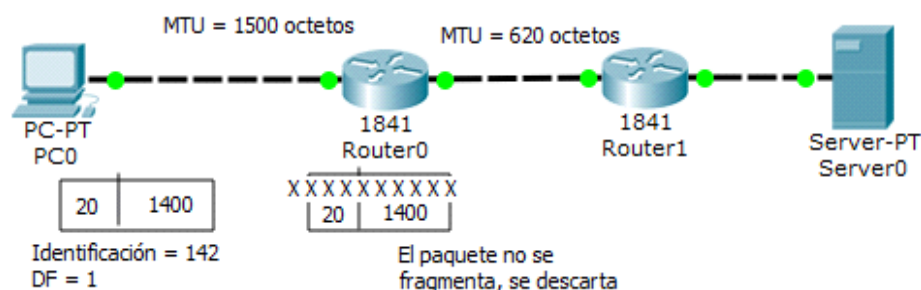 MTU = 1500 octetos
MTU = 620 octetos
PC-PT
PC0
1841
Router0
1841
Router1
Server-PT
Server0
20 1400
X X X X X X X X X X
20 1400
Identificación = 142
DF = 1
El paquete no se
fragmenta, se descarta